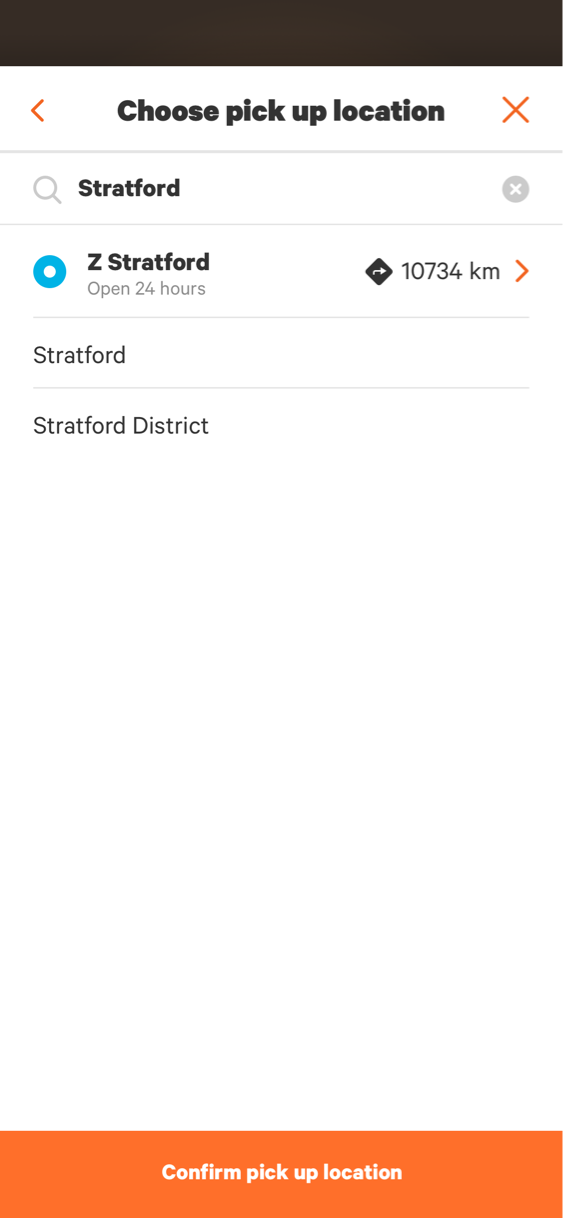 Choose pick up location
Stratford
Z Stratford
Open 24 hours
10734 km
Stratford
Stratford District
Confirm pick up location